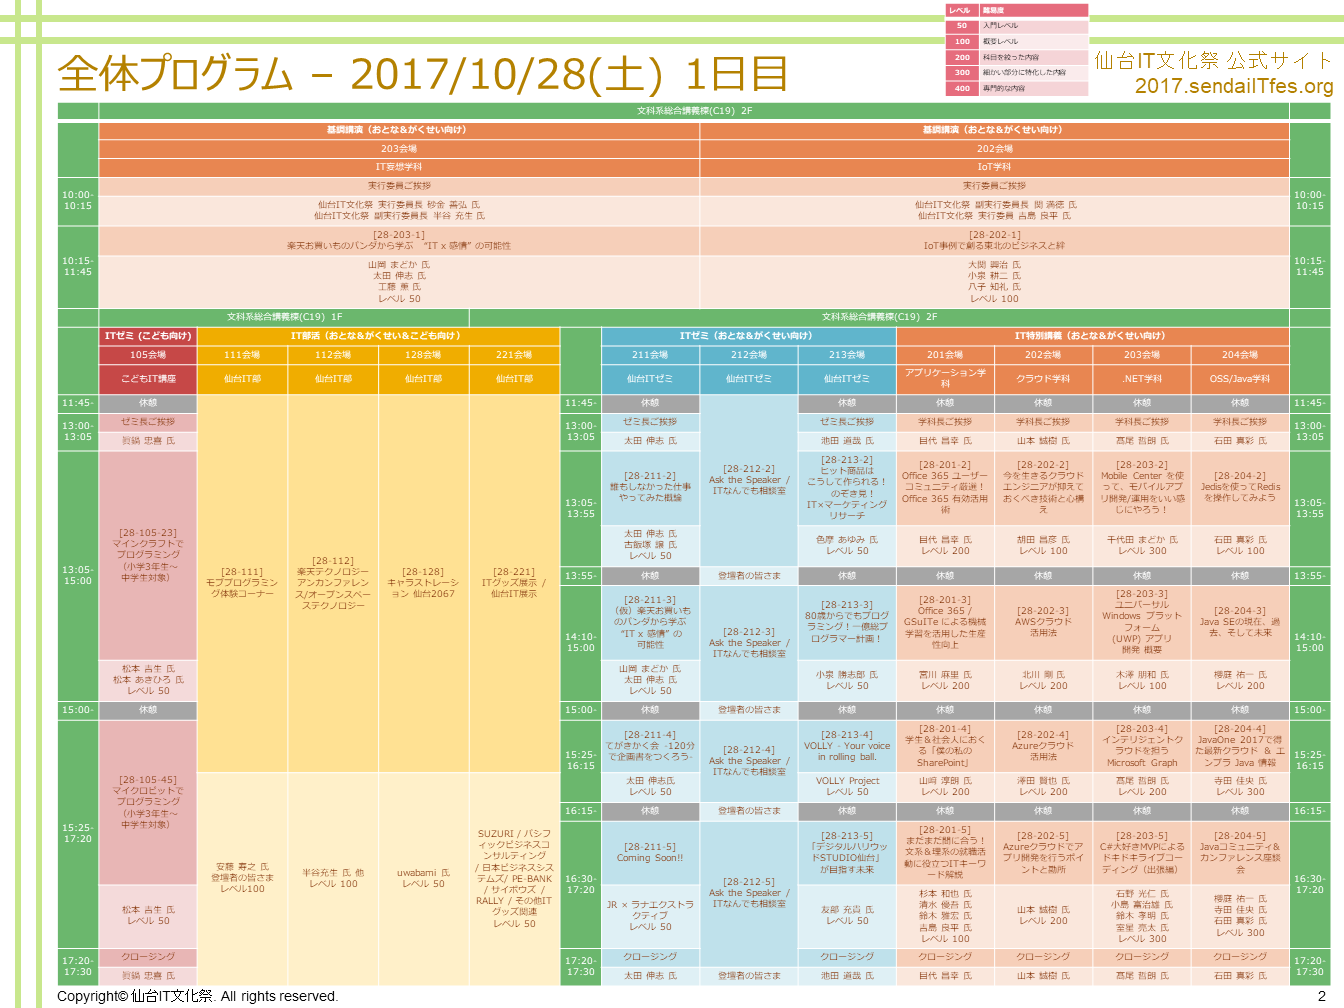 レベル 難易度
50 入門レベル
100 概要レベル
200 科目を絞った内容
300 細かい部分に特化した内容
400 専門的な内容
全体プログラム – 2017/10/28(土) 1日目
仙台IT文化祭 公式サイト
2017.sendaiITfes.org
文科系総合講義棟(C19) 2F
基調講演（おとな&がくせい向け） 基調講演（おとな&がくせい向け）
203会場 202会場
IT妄想学科 IoT学科
10:00-
10:15
実行委員ご挨拶 実行委員ご挨拶
仙台IT文化祭 実行委員長 砂金 善弘 氏
仙台IT文化祭 副実行委員長 半谷 充生 氏
仙台IT文化祭 副実行委員長 関 満徳 氏
仙台IT文化祭 実行委員 吉島 良平 氏
10:00-
10:15
10:15-
11:45
[28-203-1]
楽天お買いものパンダから学ぶ “IT x 感情” の可能性
[28-202-1]
IoT事例で創る東北のビジネスと絆
山岡 まどか 氏
太田 伸志 氏
工藤 薫 氏
レベル 50
大関 興治 氏
小泉 耕二 氏
八子 知礼 氏
レベル 100
10:15-
11:45
文科系総合講義棟(C19) 1F 文科系総合講義棟(C19) 2F
ITゼミ (こども向け) IT部活（おとな&がくせい&こども向け） ITゼミ（おとな&がくせい向け） IT特別講義（おとな&がくせい向け）
105会場 111会場 112会場 128会場 221会場 211会場 212会場 213会場 201会場 202会場 203会場 204会場
こどもIT講座 仙台IT部 仙台IT部 仙台IT部 仙台IT部 仙台ITゼミ 仙台ITゼミ 仙台ITゼミ アプリケーション学
科 クラウド学科 .NET学科 OSS/Java学科
11:45- 休憩 11:45- 休憩 休憩 休憩 休憩 休憩 休憩 11:45-
13:00-
13:05
ゼミ長ご挨拶
賀鍋 忠喜 氏
13:00-
13:05
ゼミ長ご挨拶 ゼミ長ご挨拶 学科長ご挨拶 学科長ご挨拶 学科長ご挨拶 学科長ご挨拶
太田 伸志 氏 池田 道哉 氏 目代 昌幸 氏 山本 誠樹 氏 髙尾 哲朗 氏 石田 真彩 氏
13:00-
13:05
13:05-
15:00
[28-105-23]
マインクラフトで
プログラミング
（小学3年生～
中学生対象）
松本 吉生 氏
松本 あきひろ 氏
レベル 50
[28-111]
モブプログラミン
グ体験コーナー
[28-112]
楽天テクノロジー
アンカンファレン
ス/オープンスペー
ステクノロジー
[28-128]
キャラストレーシ
ョン 仙台2067
[28-221]
ITグッズ展示 /
仙台IT展示
13:05-
13:55
[28-211-2]
誰もしなかった仕事
やってみた概論
太田 伸志 氏
古飯塚 譲 氏
レベル 50
[28-212-2]
Ask the Speaker /
ITなんでも相談室
[28-213-2]
ヒット商品は
こうして作られる！
のぞき見！
IT×マーケティング
リサーチ
色摩 あゆみ 氏
レベル 50
[28-201-2]
Office 365 ユーザー
コミュニティ厳選！
Office 365 有効活用
術
目代 昌幸 氏
レベル 200
[28-202-2]
今を生きるクラウド
エンジニアが抑えて
おくべき技術と心構
え
胡田 昌彦 氏
レベル 100
[28-203-2]
Mobile Center を使
って、モバイルアプ
リ開発/運用をいい感
じにやろう！
千代田 まどか 氏
レベル 300
[28-204-2]
Jedisを使ってRedis
を操作してみよう
石田 真彩 氏
レベル 100
13:05-
13:55
13:55- 休憩 登壇者の皆さま 休憩 休憩 休憩 休憩 休憩 13:55-
14:10-
15:00
[28-211-3]
（仮）楽天お買いも
のパンダから学ぶ
“IT x 感情” の
可能性
山岡 まどか 氏
太田 伸志 氏
レベル 50
[28-212-3]
Ask the Speaker /
ITなんでも相談室
[28-213-3]
80歳からでもプログ
ラミング！一億総プ
ログラマー計画！
小泉 勝志郎 氏
レベル 50
[28-201-3]
Office 365 /
GSuITe による機械
学習を活用した生産
性向上
宮川 麻里 氏
レベル 200
[28-202-3]
AWSクラウド
活用法
北川 剛 氏
レベル 200
[28-203-3]
ユニバーサル
Windows プラット
フォーム
(UWP) アプリ
開発 概要
木澤 朋和 氏
レベル 100
[28-204-3]
Java SEの現在、過
去、そして未来
櫻庭 祐一 氏
レベル 200
14:10-
15:00
15:00- 休憩 15:00- 休憩 登壇者の皆さま 休憩 休憩 休憩 休憩 休憩 15:00-
15:25-
17:20
[28-105-45]
マイクロビットで
プログラミング
（小学3年生～
中学生対象）
松本 吉生 氏
レベル 50
安藤 寿之 氏
登壇者の皆さま
レベル100
半谷充生 氏 他
レベル 100
uwabami 氏
レベル 50
SUZURI / パシフ
ィックビジネスコ
ンサルティング
/ 日本ビジネスシス
テムズ/ PE-BANK
/ サイボウズ /
RALLY / その他IT
グッズ関連
レベル 50
15:25-
16:15
[28-211-4]
てがきかく会 -120分
で企画書をつくろう-
太田 伸志氏
レベル 50
[28-212-4]
Ask the Speaker /
ITなんでも相談室
[28-213-4]
VOLLY - Your voice
in rolling ball.
VOLLY Project
レベル 50
[28-201-4]
学生&社会人におく
る「僕の私の
SharePoint」
山﨑 淳朗 氏
レベル 200
[28-202-4]
Azureクラウド
活用法
澤田 賢也 氏
レベル 200
[28-203-4]
インテリジェントク
ラウドを担う
Microsoft Graph
髙尾 哲朗 氏
レベル 200
[28-204-4]
JavaOne 2017で得
た最新クラウド & エ
ンプラ Java 情報
寺田 佳央 氏
レベル 300
15:25-
16:15
16:15- 休憩 登壇者の皆さま 休憩 休憩 休憩 休憩 休憩 16:15-
16:30-
17:20
[28-211-5]
Coming Soon!!
JR × ラナエクストラ
クティブ
レベル 50
[28-212-5]
Ask the Speaker /
ITなんでも相談室
[28-213-5]
「デジタルハリウッ
ドSTUDIO仙台」
が目指す未来
友部 充貴 氏
レベル 50
[28-201-5]
まだまだ間に合う！
文系&理系の就職活
動に役立つITキーワ
ード解説
杉本 和也 氏
清水 優吾 氏
鈴木 雅宏 氏
吉島 良平 氏
レベル 100
[28-202-5]
Azureクラウドでア
プリ開発を行うポイ
ントと勘所
山本 誠樹 氏
レベル 200
[28-203-5]
C#大好きMVPによる
ドキドキライブコー
ディング（出張編）
石野 光仁 氏
小島 富治雄 氏
鈴木 孝明 氏
室星 亮太 氏
レベル 300
[28-204-5]
Javaコミュニティ&
カンファレンス座談
会
櫻庭 祐一 氏
寺田 佳央 氏
石田 真彩 氏
レベル 300
16:30-
17:20
17:20-
17:30
クロージング
賀鍋 忠喜 氏
17:20-
17:30
クロージング クロージング クロージング クロージング クロージング クロージング
太田 伸志 氏 登壇者の皆さま 池田 道哉 氏 目代 昌幸 氏 山本 誠樹 氏 髙尾 哲朗 氏 石田 真彩 氏
17:20-
17:30
Copyright© 仙台IT文化祭. All rights reserved.
2